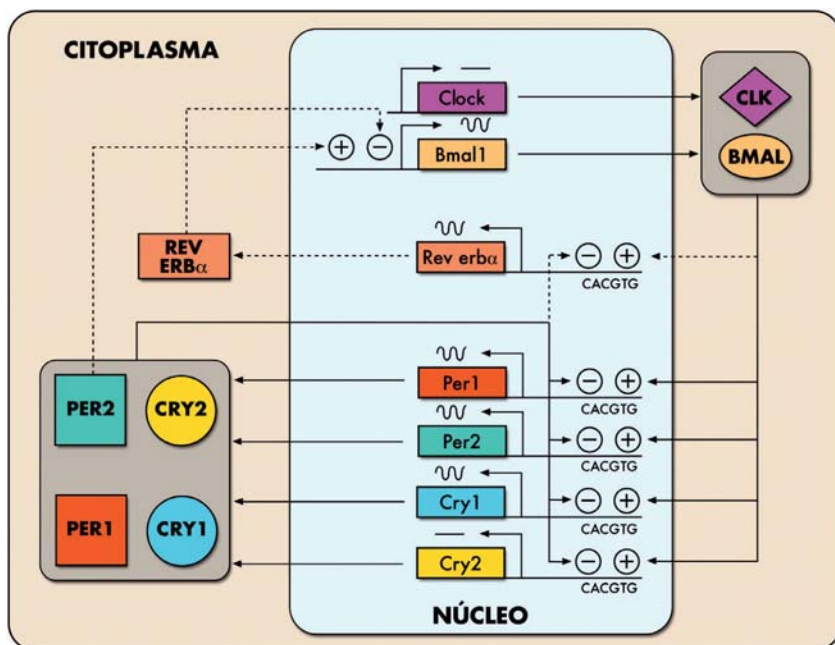 CITOPLASMA
Clock
CLK
+
−
Bmal1
BMAL
REV
ERBα
Rev erbα
−
+
CACGTG
PER2
CRY2
Per1
−
+
CACGTG
Per2
−
+
CACGTG
PER1
CRY1
Cry1
−
+
CACGTG
Cry2
−
+
CACGTG
NÚCLEO